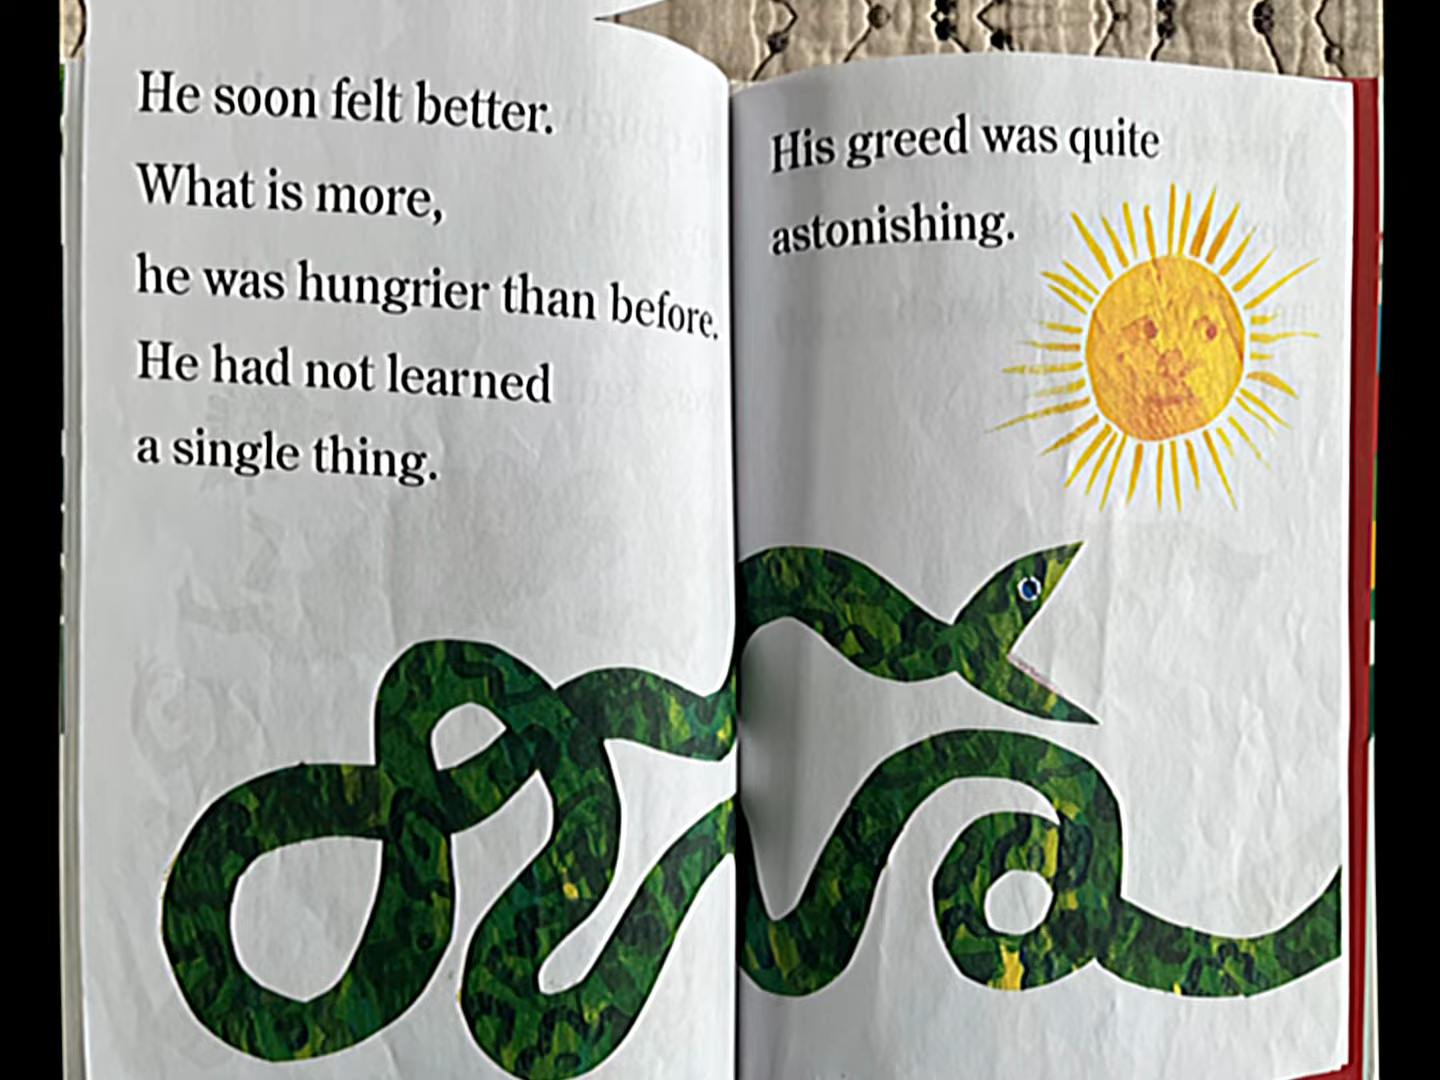 He soon felt better.
What is more,
he was hungrier than before.
He had not learned
a single thing.
His greed was quite
astonishing.